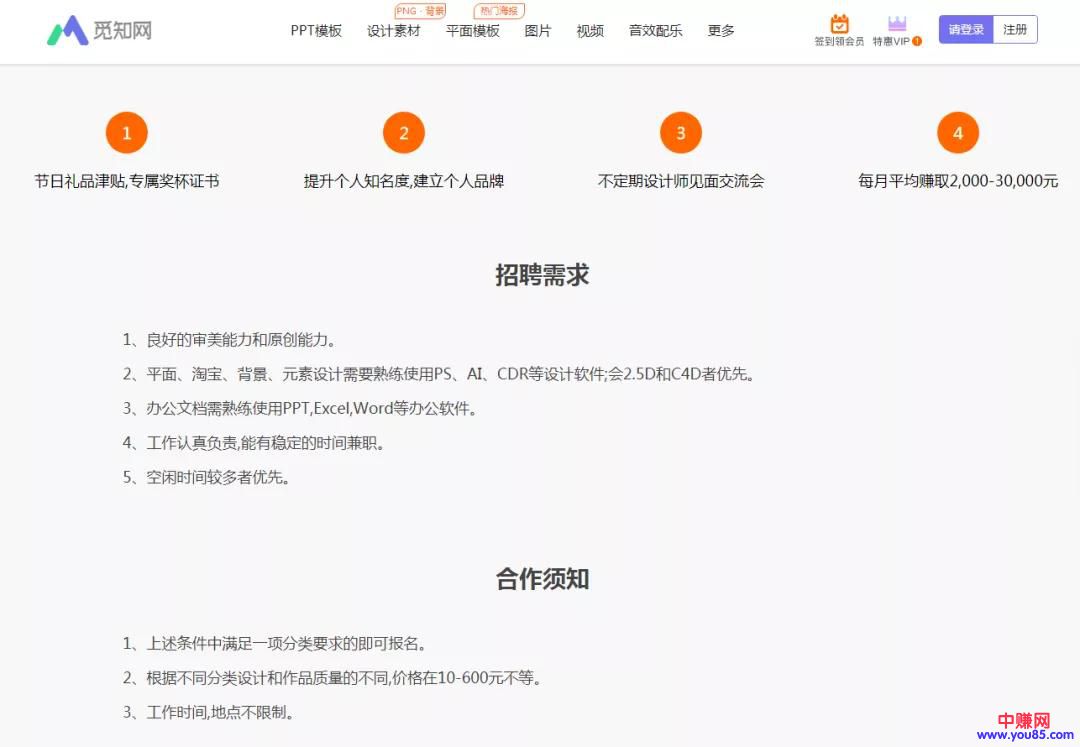 PNG · 背景
热门海报
觅知网
PPT模板 设计素材 平面模板 图片 视频 音效配乐 更多
签到领会员 特惠VIP !
请登录 注册
1 2 3 4
节日礼品津贴,专属奖杯证书 提升个人知名度,建立个人品牌 不定期设计师见面交流会 每月平均赚取2,000-30,000元
招聘需求
1、良好的审美能力和原创能力。
2、平面、淘宝、背景、元素设计需要熟练使用PS、AI、CDR等设计软件;会2.5D和C4D者优先。
3、办公文档需熟练使用PPT,Excel,Word等办公软件。
4、工作认真负责,能有稳定的时间兼职。
5、空闲时间较多者优先。
合作须知
1、上述条件中满足一项分类要求的即可报名。
2、根据不同分类设计和作品质量的不同,价格在10-600元不等。
3、工作时间,地点不限制。
中赚网
www.you85.com